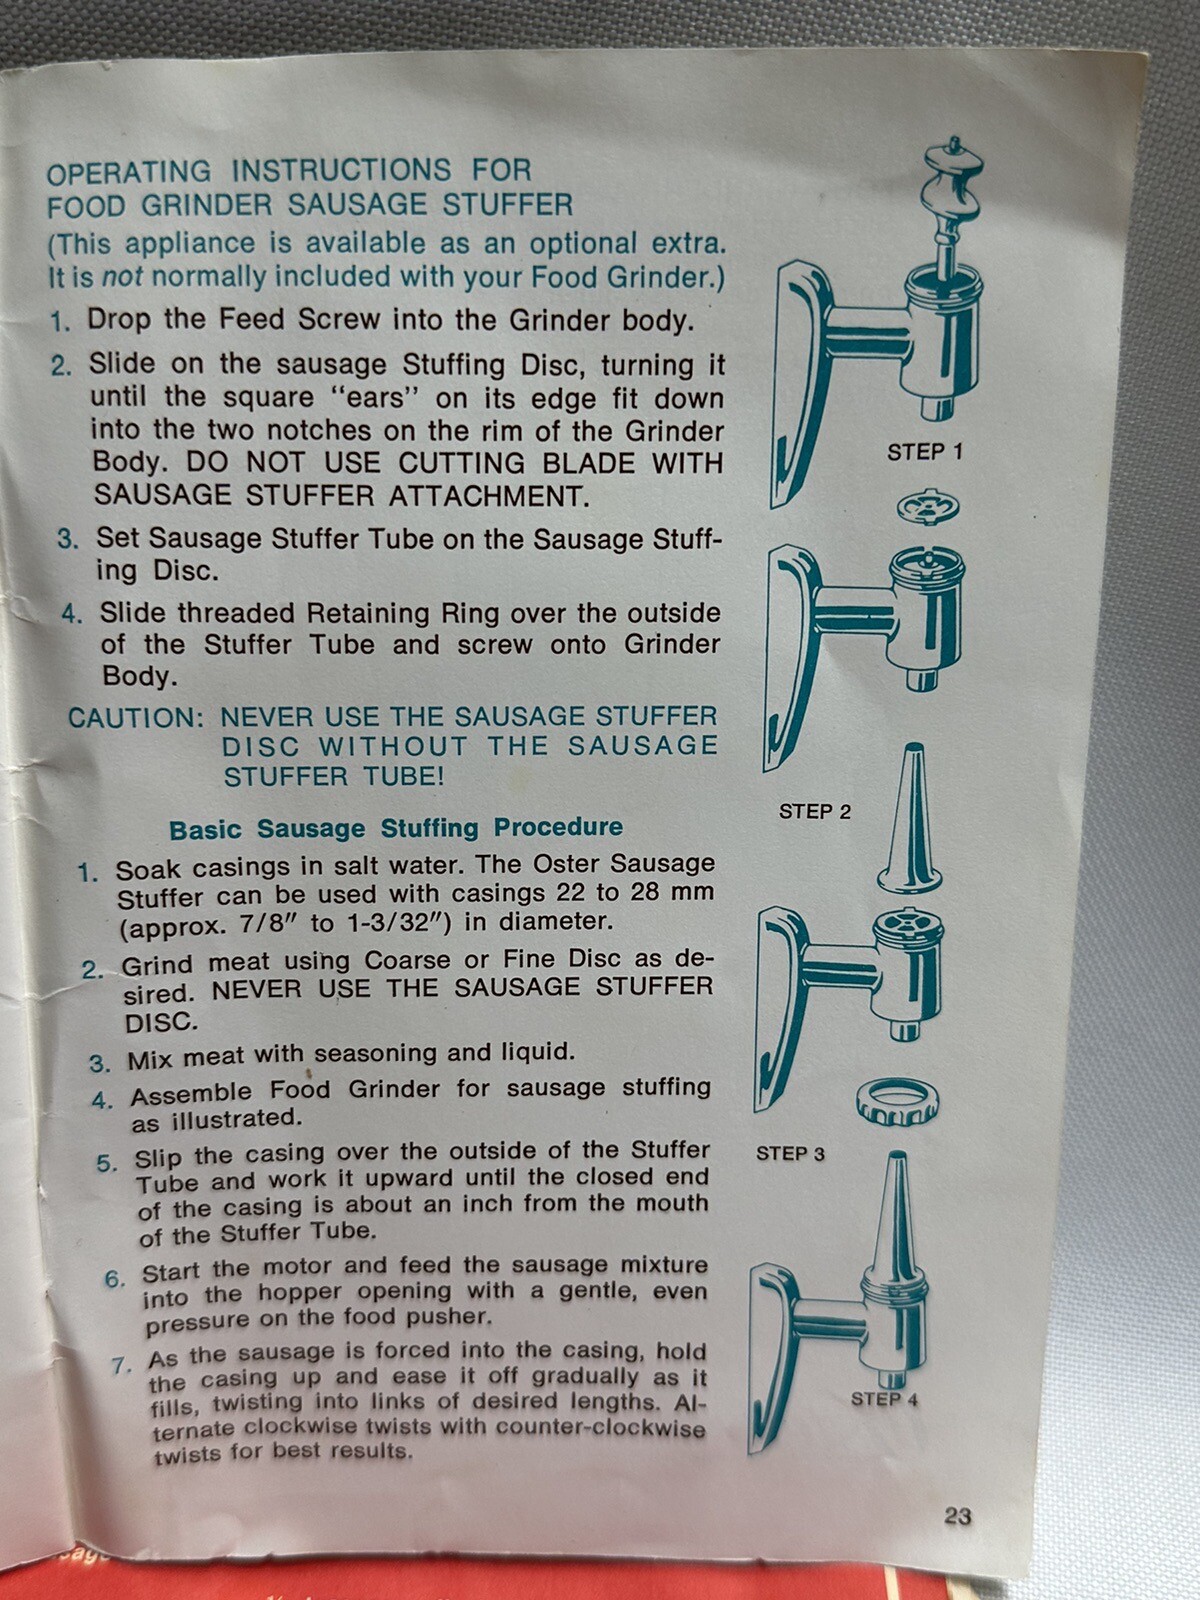 OPERATING INSTRUCTIONS FOR
FOOD GRINDER SAUSAGE STUFFER
(This appliance is available as an optional extra.
It is not normally included with your Food Grinder.)
1. Drop the Feed Screw into the Grinder body.
2. Slide on the sausage Stuffing Disc, turning it
until the square “ears” on its edge fit down
into the two notches on the rim of the Grinder
Body. DO NOT USE CUTTING BLADE WITH
SAUSAGE STUFFER ATTACHMENT.
3. Set Sausage Stuffer Tube on the Sausage Stuff-
ing Disc.
4. Slide threaded Retaining Ring over the outside
of the Stuffer Tube and screw onto Grinder
Body.
CAUTION: NEVER USE THE SAUSAGE STUFFER
DISC WITHOUT THE SAUSAGE
STUFFER TUBE!
Basic Sausage Stuffing Procedure
1. Soak casings in salt water. The Oster Sausage
Stuffer can be used with casings 22 to 28 mm
(approx. 7/8″ to 1-3/32″) in diameter.
2. Grind meat using Coarse or Fine Disc as de-
sired. NEVER USE THE SAUSAGE STUFFER
DISC.
3. Mix meat with seasoning and liquid.
4. Assemble Food Grinder for sausage stuffing
as illustrated.
5. Slip the casing over the outside of the Stuffer
Tube and work it upward until the closed end
of the casing is about an inch from the mouth
of the Stuffer Tube.
6. Start the motor and feed the sausage mixture
into the hopper opening with a gentle, even
pressure on the food pusher.
7. As the sausage is forced into the casing, hold
the casing up and ease it off gradually as it
fills, twisting into links of desired lengths. Al-
ternate clockwise twists with counter-clockwise
twists for best results.
STEP 1
STEP 2
STEP 3
STEP 4
23